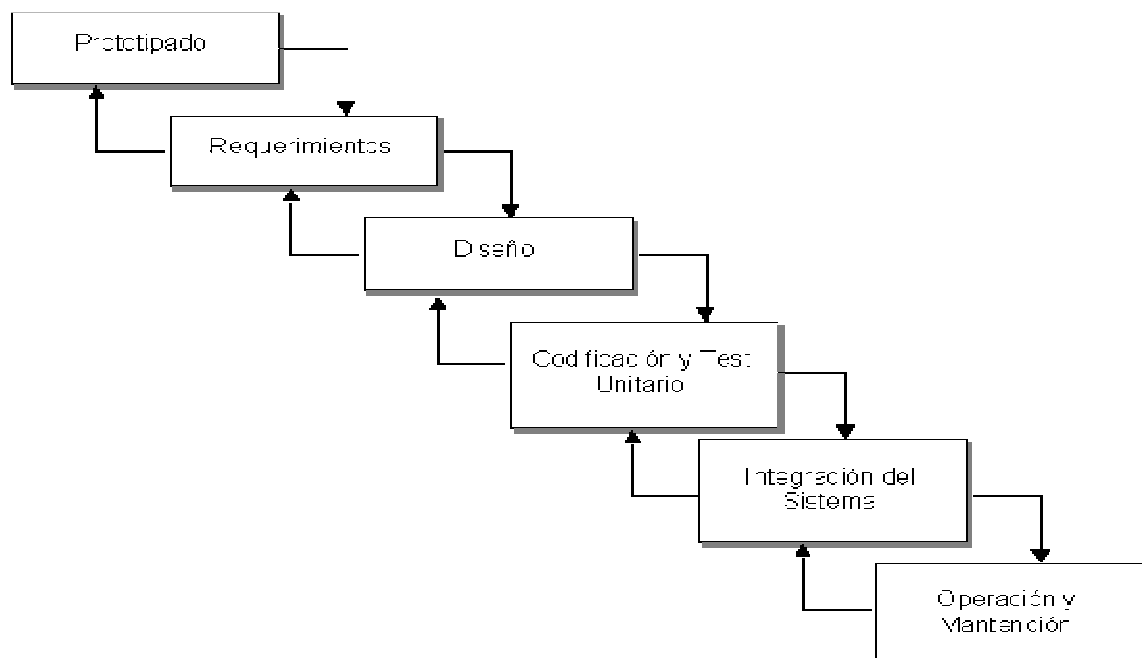 Prototipado
Requerimientos
Diseño
Codificación y Test
Unitario
Integración del
Sistema
Operación y
Mantención